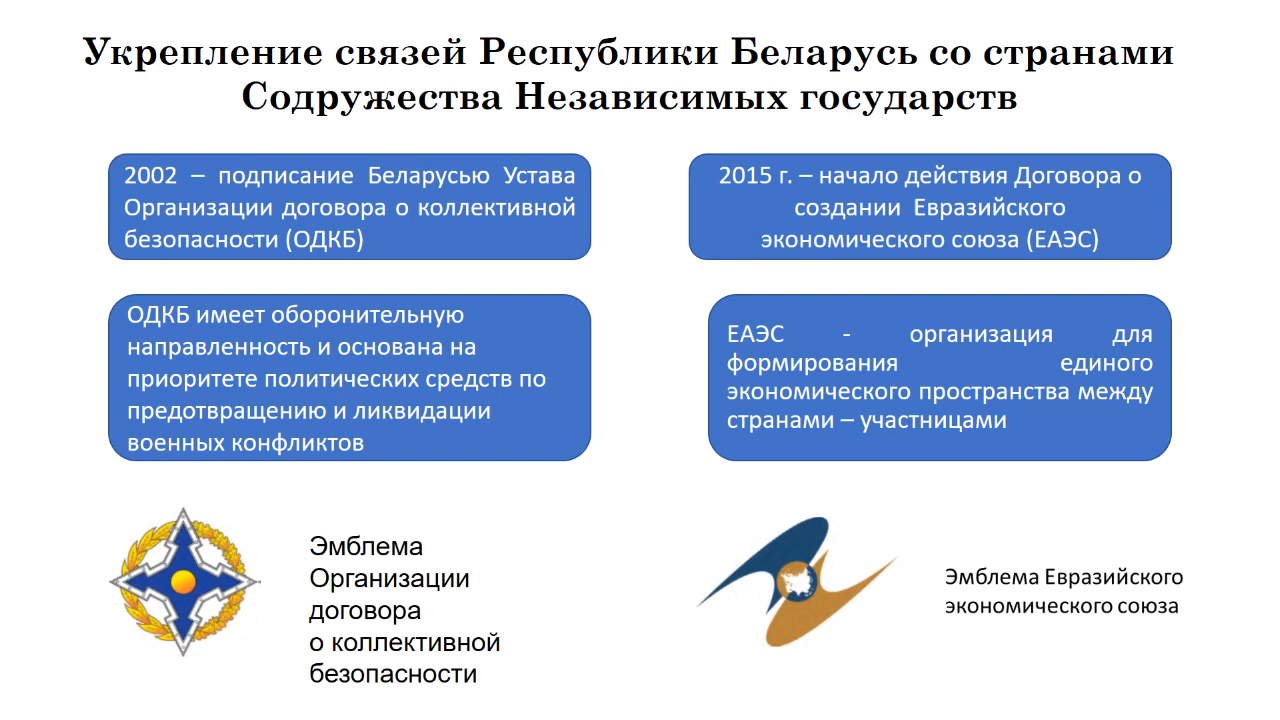 Укрепление связей Республики Беларусь со странами
Содружества Независимых государств
2002 – подписание Беларусью Устава
Организации договора о коллективной
безопасности (ОДКБ)
2015 г. – начало действия Договора о
создании Евразийского
экономического союза (ЕАЭС)
ОДКБ имеет оборонительную
направленность и основана на
приоритете политических средств по
предотвращению и ликвидации
военных конфликтов
ЕАЭС - организация для
формирования единого
экономического пространства между
странами – участницами
Эмблема
Организации
договора
о коллективной
безопасности
Эмблема Евразийского
экономического союза